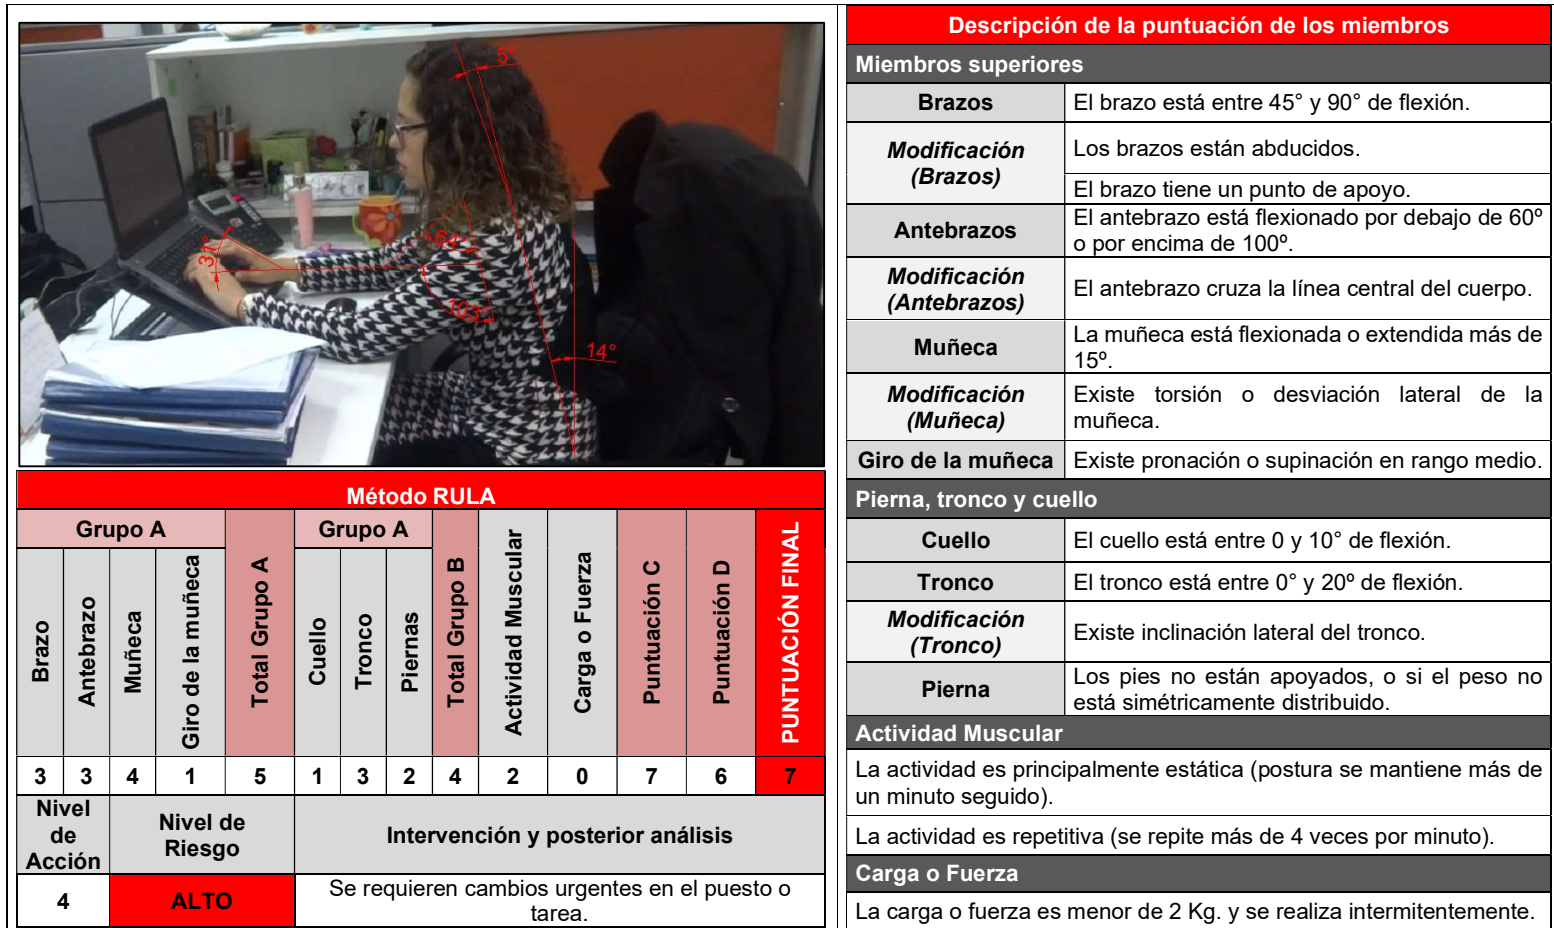 5°
64°
31°
103°
14°
Método RULA
Grupo A
Grupo A
Brazo
Antebrazo
Muñeca
Giro de la muñeca
Total Grupo A
Cuello
Tronco
Piernas
Total Grupo B
Actividad Muscular
Carga o Fuerza
Puntuación C
Puntuación D
PUNTUACIÓN FINAL
3 3 4 1 5 1 3 2 4 2 0 7 6 7
Nivel
de
Acción
Nivel de
Riesgo
Intervención y posterior análisis
4
ALTO
Se requieren cambios urgentes en el puesto o
tarea.
Descripción de la puntuación de los miembros
Miembros superiores
Brazos
El brazo está entre 45° y 90° de flexión.
Modificación
(Brazos)
Los brazos están abducidos.
El brazo tiene un punto de apoyo.
Antebrazos
El antebrazo está flexionado por debajo de 60º
o por encima de 100º.
Modificación
(Antebrazos)
El antebrazo cruza la línea central del cuerpo.
Muñeca
La muñeca está flexionada o extendida más de
15º.
Modificación
(Muñeca)
Existe torsión o desviación lateral de la
muñeca.
Giro de la muñeca
Existe pronación o supinación en rango medio.
Pierna, tronco y cuello
Cuello
El cuello está entre 0 y 10° de flexión.
Tronco
El tronco está entre 0° y 20º de flexión.
Modificación
(Tronco)
Existe inclinación lateral del tronco.
Pierna
Los pies no están apoyados, o si el peso no
está simétricamente distribuido.
Actividad Muscular
La actividad es principalmente estática (postura se mantiene más de
un minuto seguido).
La actividad es repetitiva (se repite más de 4 veces por minuto).
Carga o Fuerza
La carga o fuerza es menor de 2 Kg. y se realiza intermitentemente.